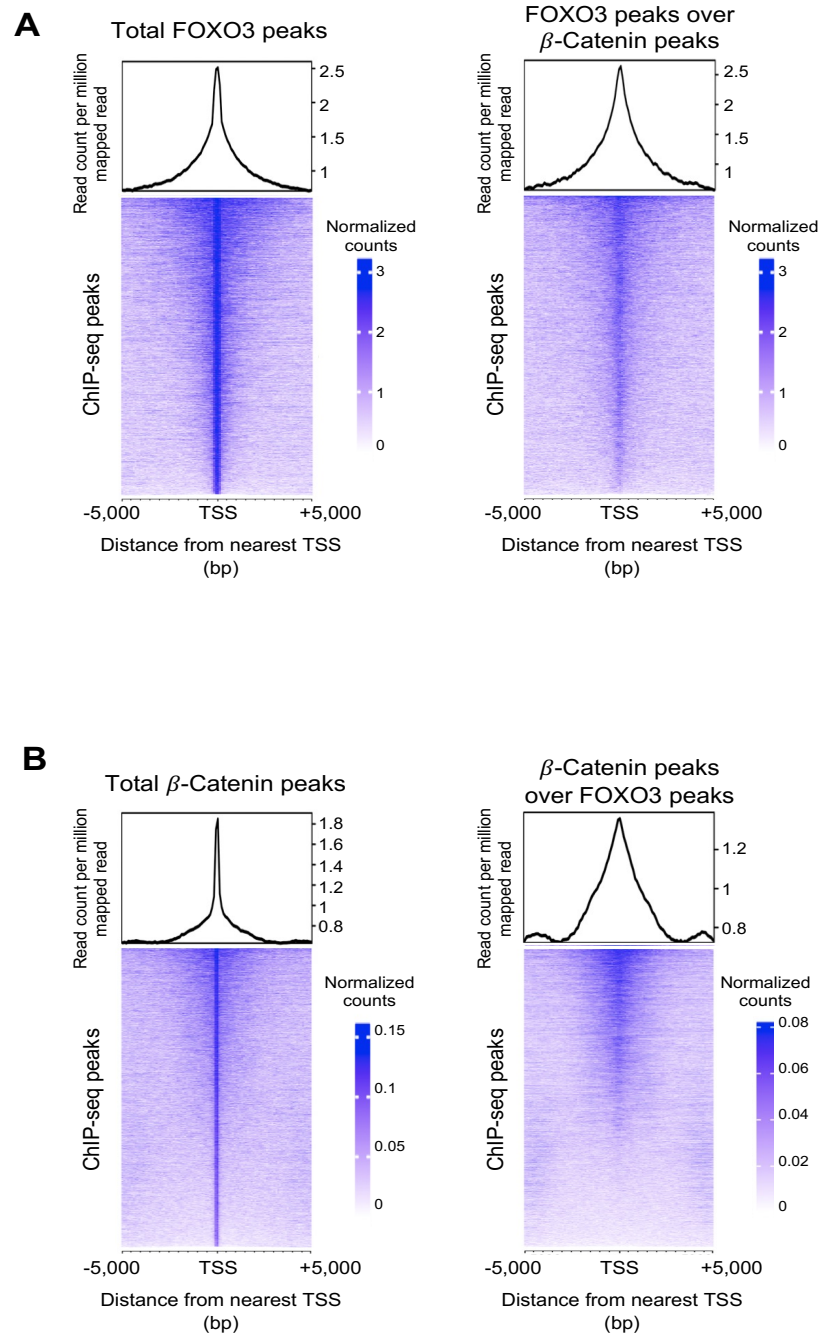 A
Total FOXO3 peaks
Read count per million
mapped read
2.5
2
1.5
1
ChIP-seq peaks
Normalized
counts
3
2
1
0
-5,000
TSS
+5,000
Distance from nearest TSS
(bp)
FOXO3 peaks over
β-Catenin peaks
Read count per million
mapped read
2.5
2
1.5
1
ChIP-seq peaks
Normalized
counts
3
2
1
0
-5,000
TSS
+5,000
Distance from nearest TSS
(bp)
B
Total β-Catenin peaks
Read count per million
mapped read
1.8
1.6
1.4
1.2
1
0.8
ChIP-seq peaks
Normalized
counts
0.15
0.1
0.05
0
-5,000
TSS
+5,000
Distance from nearest TSS
(bp)
β-Catenin peaks
over FOXO3 peaks
Read count per million
mapped read
1.2
1
0.8
ChIP-seq peaks
Normalized
counts
0.08
0.06
0.04
0.02
0
-5,000
TSS
+5,000
Distance from nearest TSS
(bp)